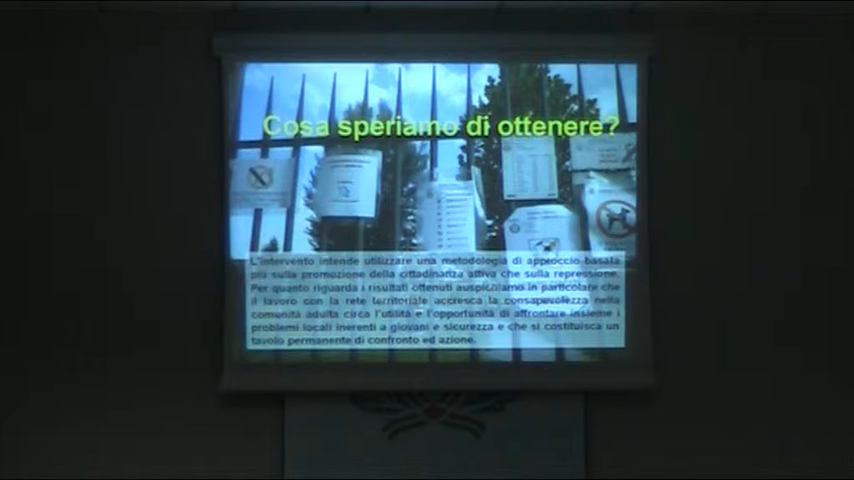 Cosa speriamo di ottenere?
L'intervento intende utilizzare una metodologia di approccio basata
più sulla promozione della cittadinanza attiva che sulla repressione.
Per quanto riguarda i risultati ottenuti auspichiamo in particolare che
il lavoro con la rete territoriale accresca la consapevolezza nella
comunità adulta circa l'utilità e l'opportunità di affrontare insieme i
problemi locali inerenti a giovani e sicurezza e che si costituisca un
tavolo permanente di confronto ed azione.